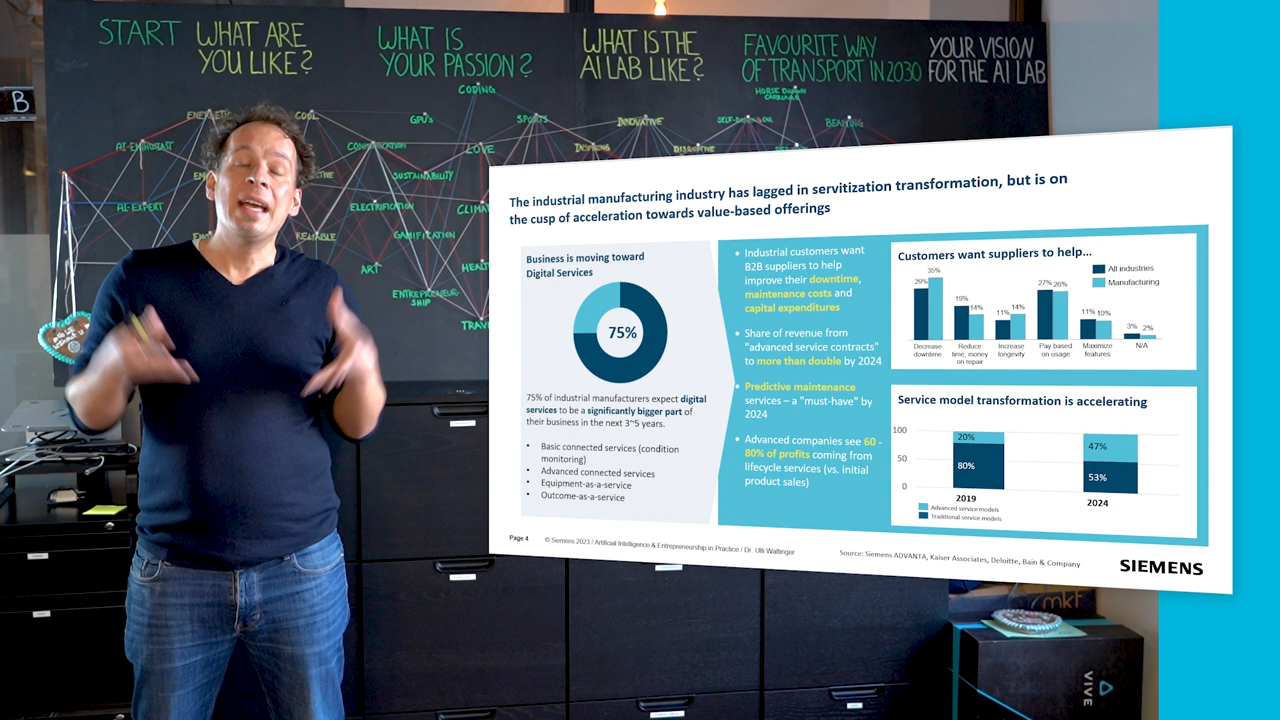 START
WHAT ARE
YOU LIKE?
WHAT IS
YOUR PASSION?
WHAT IS THE
AI LAB LIKE?
FAVOURITE WAY
OF TRANSPORT IN 2030
YOUR VISION
FOR THE AI LAB
B
ENERGETIC
COOL
AI-ENTHUSIAST
AI-EXPERT
RELIABLE
CODING
GPU's
SPORTS
COMMUNICATION
LOVE
SUSTAINABILITY
ELECTRIFICATION
GAMIFICATION
ART
ENTREPRENEUR-
SHIP
INNOVATIVE
INSPIRING
DISRUPTIVE
HORSE DRAWN
CARRIAGE
BEAMING
The industrial manufacturing industry has lagged in servitization transformation, but is on
the cusp of acceleration towards value-based offerings
Business is moving toward
Digital Services
75%
75% of industrial manufacturers expect digital
services to be a significantly bigger part of
their business in the next 3~5 years.
• Basic connected services (condition
monitoring)
• Advanced connected services
• Equipment-as-a-service
• Outcome-as-a-service
• Industrial customers want
B2B suppliers to help
improve their downtime,
maintenance costs and
capital expenditures
• Share of revenue from
"advanced service contracts"
to more than double by 2024
• Predictive maintenance
services – a "must-have" by
2024
• Advanced companies see 60 -
80% of profits coming from
lifecycle services (vs. initial
product sales)
Customers want suppliers to help...
All industries
Manufacturing
29% 35%
19% 14%
11% 14%
27% 26%
11% 10%
3% 2%
Decrease
downtime
Reduce
time, money
on repair
Increase
longevity
Pay based
on usage
Maximize
features
N/A
Service model transformation is accelerating
100
50
0
20%
80%
47%
53%
2019
2024
Advanced service models
Traditional service models
Page 4 © Siemens 2023 / Artificial Intelligence & Entrepreneurship in Practice / Dr. Ulli Waltinger
Source: Siemens ADVANTA, Kaiser Associates, Deloitte, Bain & Company
SIEMENS
mkf
VIVE